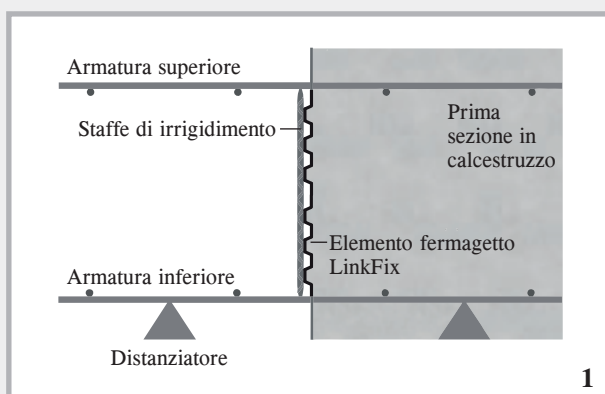 Armatura superiore
Staffe di irrigidimento
Prima
sezione in
calcestruzzo
Elemento fermagetto
LinkFix
Armatura inferiore
Distanziatore
1